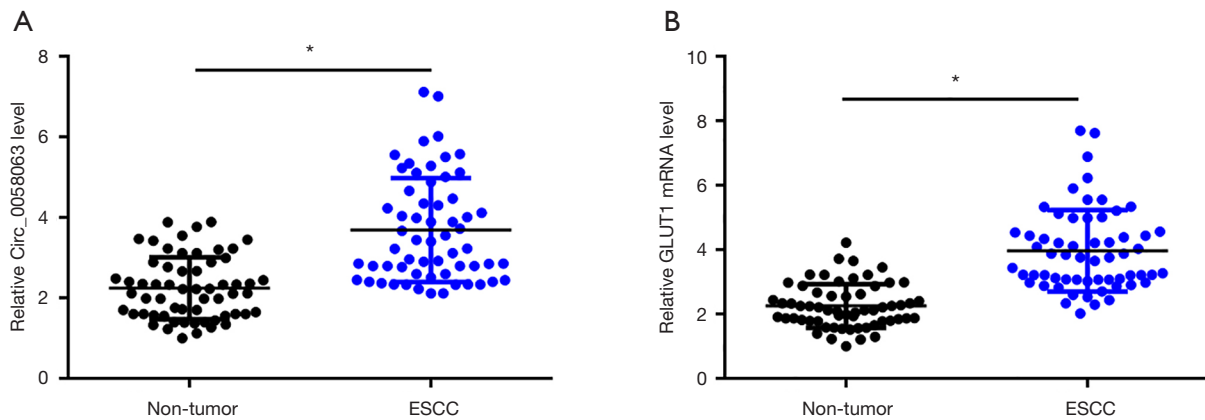 A
Relative Circ_0058063 level
8
6
4
2
0
*
Non-tumor ESCC
B
Relative GLUT1 mRNA level
10
8
6
4
2
0
*
Non-tumor ESCC